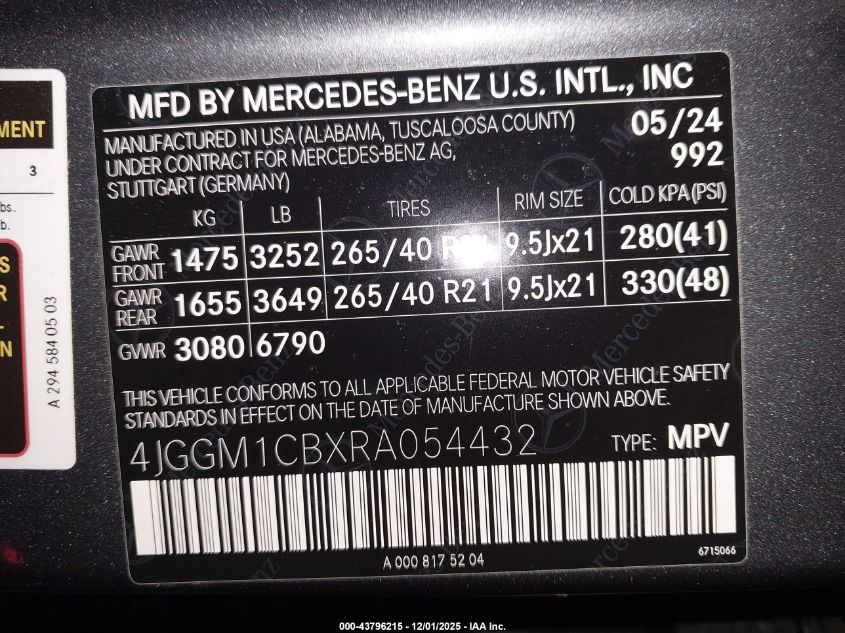 MENT
3
bs.
b.
S
R
L-
N
A 294 584 05 03
MFD BY MERCEDES-BENZ U.S. INTL., INC
MANUFACTURED IN USA (ALABAMA, TUSCALOOSA COUNTY) 05/24
UNDER CONTRACT FOR MERCEDES-BENZ AG, 992
STUTTGART (GERMANY)
KG LB TIRES RIM SIZE COLD KPA (PSI)
GAWR FRONT 1475 3252 265/40 9.5Jx21 280(41)
GAWR REAR 1655 3649 265/40 R21 9.5Jx21 330(48)
GVWR 3080 6790
THIS VEHICLE CONFORMS TO ALL APPLICABLE FEDERAL MOTOR VEHICLE SAFETY
STANDARDS IN EFFECT ON THE DATE OF MANUFACTURE SHOWN ABOVE.
4JGGM1CBXRA054432 TYPE: MPV
A 000 817 52 04
6715066
000-43796215 - 12/01/2025 - IAA Inc.